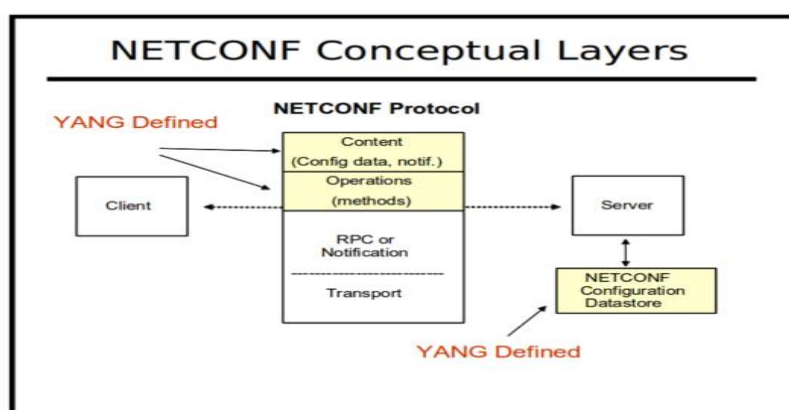 NETCONF Conceptual Layers
NETCONF Protocol
YANG Defined
Content
(Config data, notif.)
Operations
(methods)
Client
Server
RPC or
Notification
Transport
NETCONF
Configuration
Datastore
YANG Defined